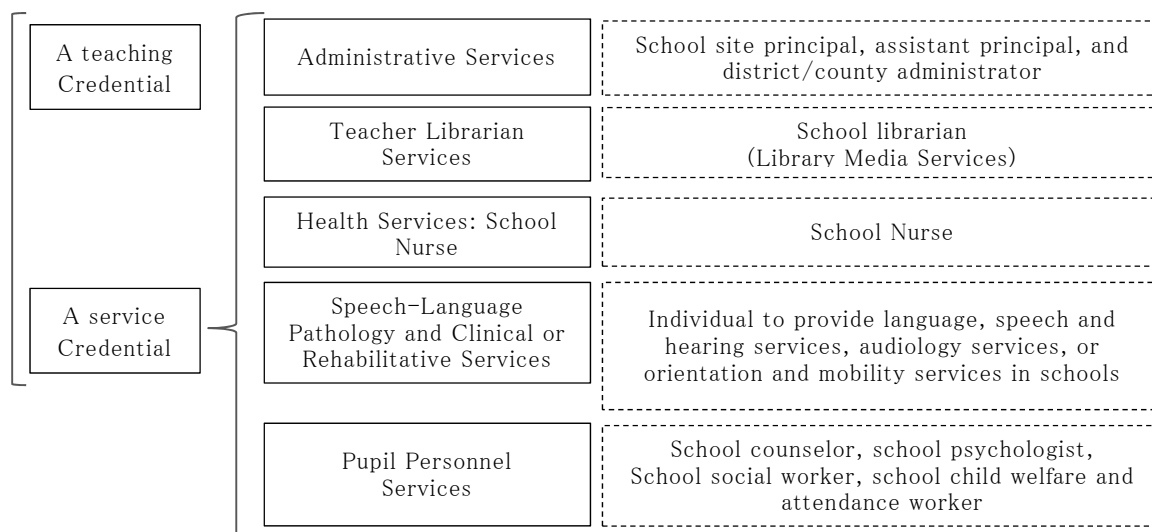 A teaching
Credential
Administrative Services
School site principal, assistant principal, and
district/county administrator
Teacher Librarian
Services
School librarian
(Library Media Services)
Health Services: School
Nurse
School Nurse
A service
Credential
Speech-Language
Pathology and Clinical or
Rehabilitative Services
Individual to provide language, speech and
hearing services, audiology services, or
orientation and mobility services in schools
Pupil Personnel
Services
School counselor, school psychologist,
School social worker, school child welfare and
attendance worker